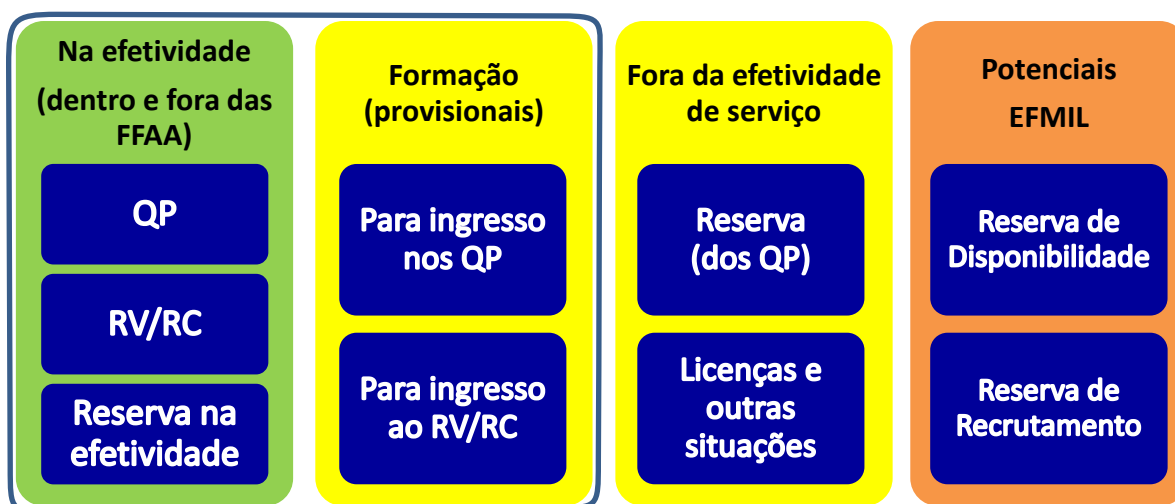 Na efetividade
(dentro e fora das
FFAA)
QP
RV/RC
Reserva na
efetividade
Formação
(provisionais)
Para ingresso
nos QP
Para ingresso
ao RV/RC
Fora da efetividade
de serviço
Reserva
(dos QP)
Licenças e
outras
situações
Potenciais
EFMIL
Reserva de
Disponibilidade
Reserva de
Recrutamento